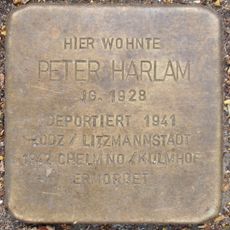 HIER WOHNTE
PETER HARLAM
JG. 1928
DEPORTIERT 1941
LODZ / LITZMANNSTADT
1942 CHELMNO / KULMHOF
ERMORDET